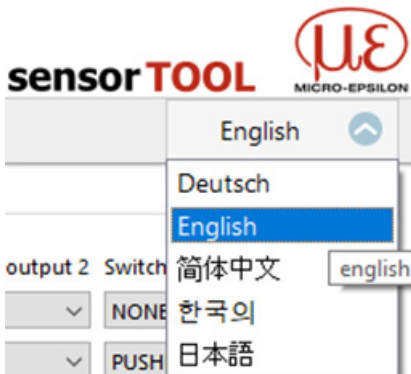 sensorTOOL
με
MICRO-EPSILON
English
Deutsch
English
简体中文
english
한국의
日本語
output 2 Switch
NONE
PUSH